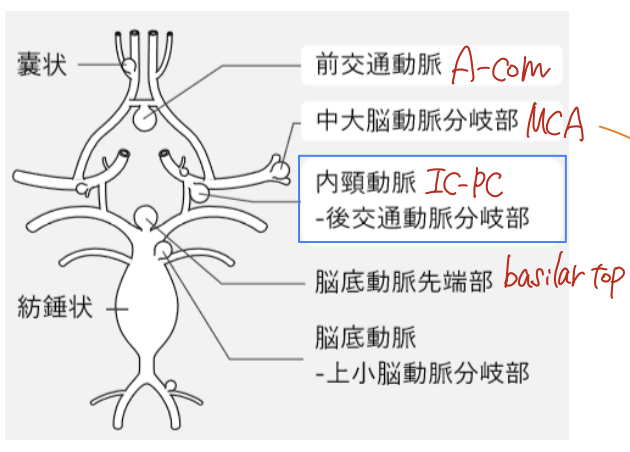 嚢状
前交通動脈 A-com
中大脳動脈分岐部 MCA
内頸動脈 IC-PC
-後交通動脈分岐部
脳底動脈先端部 basilar top
紡錘状
脳底動脈
-上小脳動脈分岐部